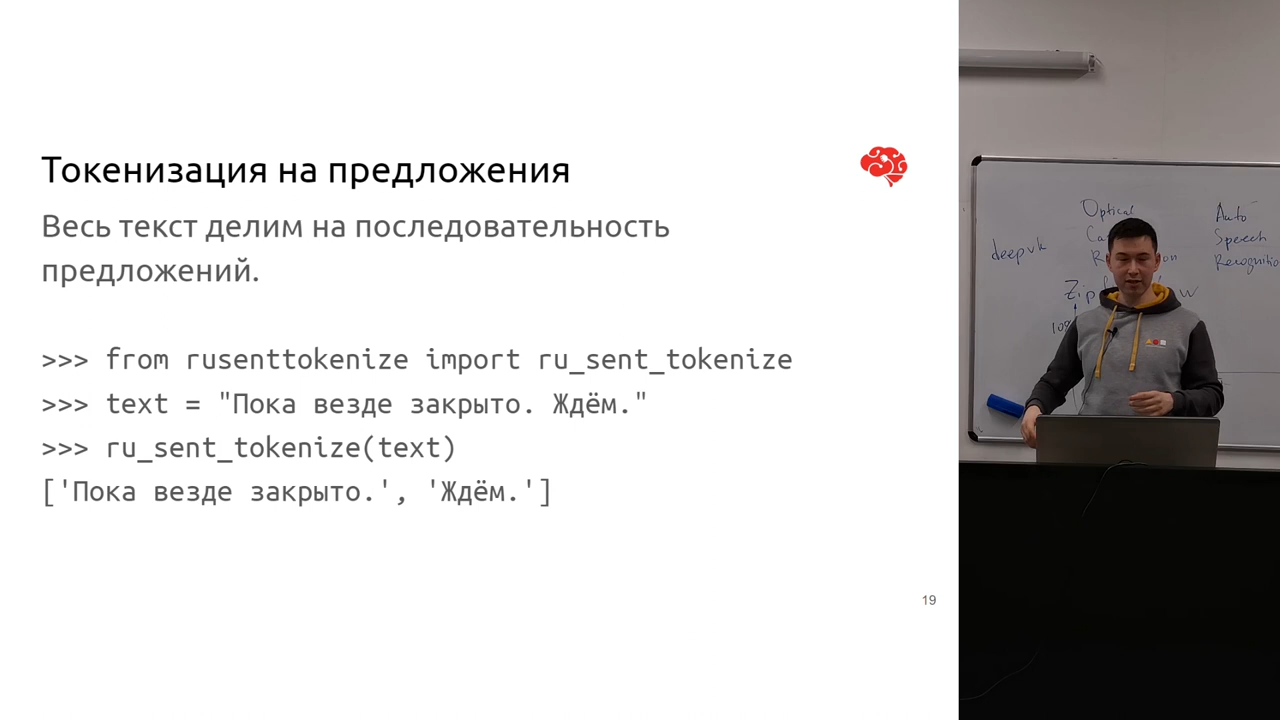 Токенизация на предложения
Весь текст делим на последовательность
предложений.
>>> from rusenttokenize import ru_sent_tokenize
>>> text = "Пока везде закрыто. Ждём."
>>> ru_sent_tokenize(text)
['Пока везде закрыто.', 'Ждём.']
19
Optical
deepvk
Auto
Speech